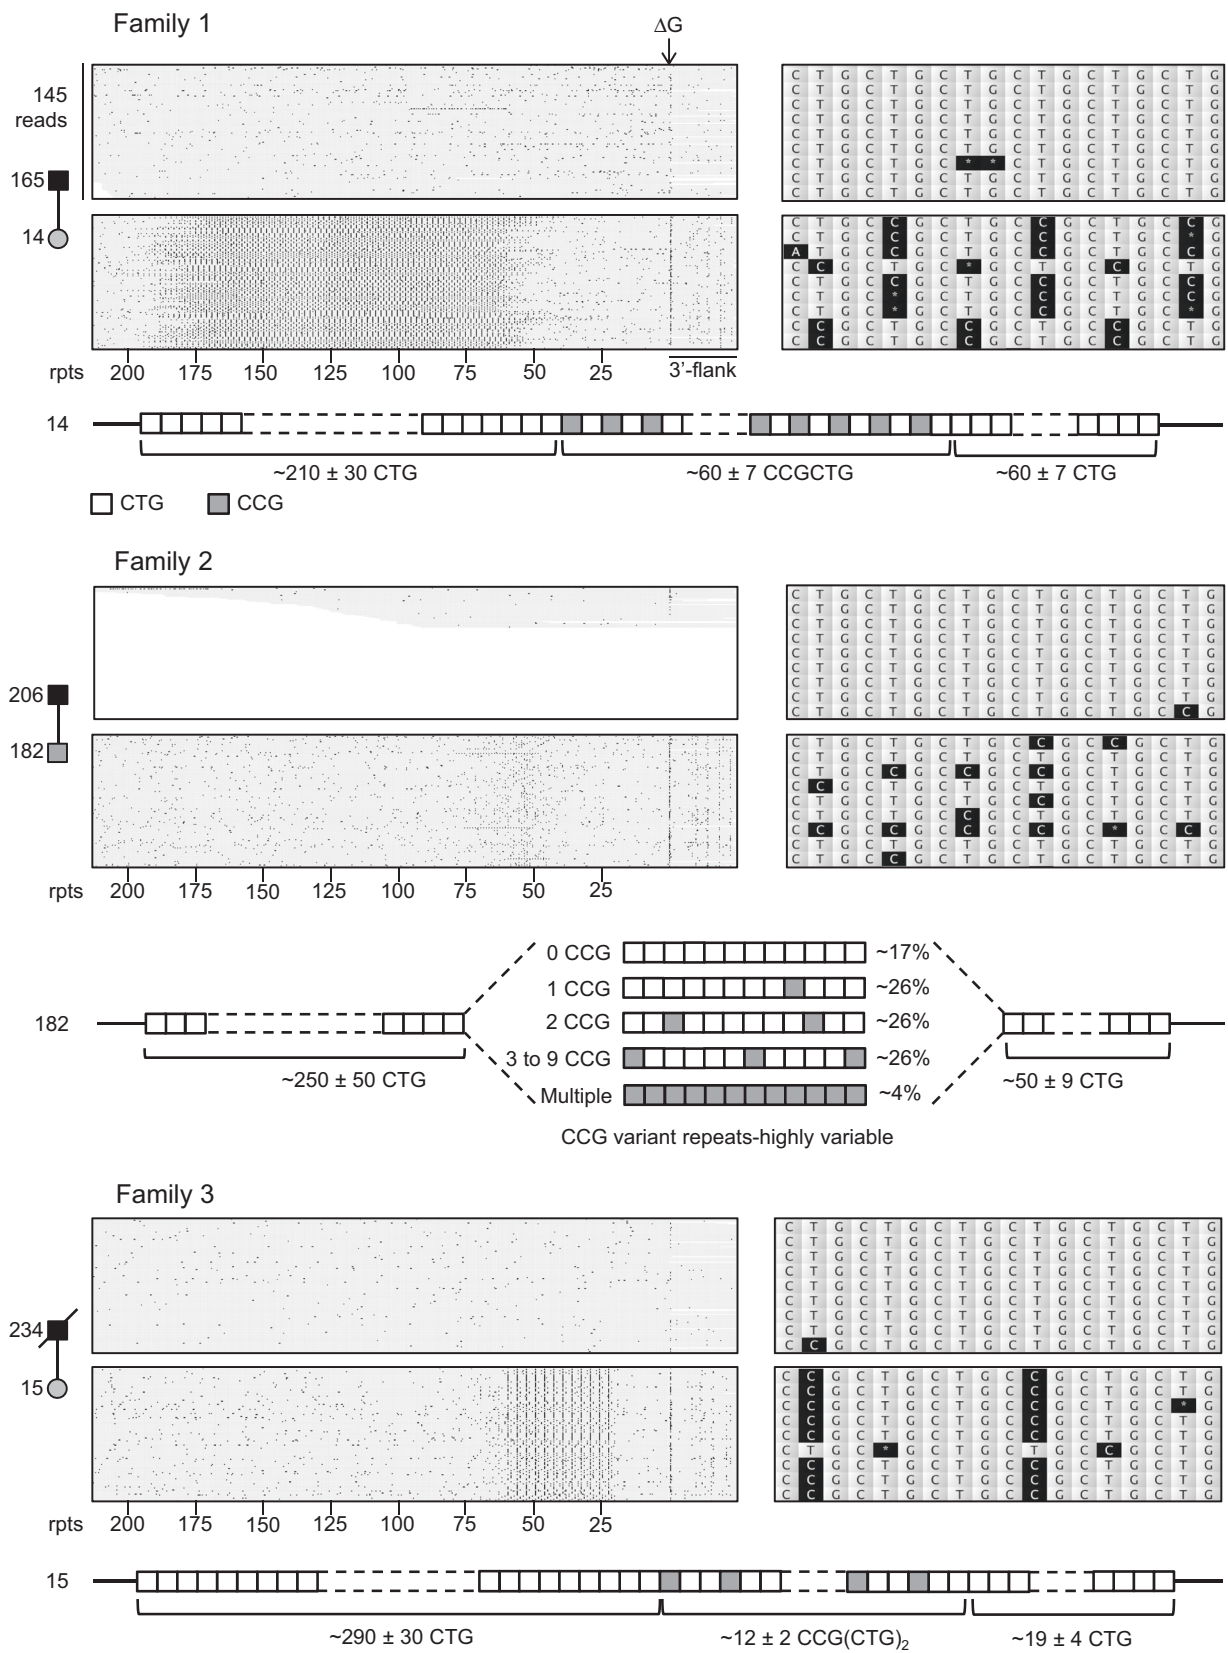 Family 1
ΔG
145
reads
165
14
C T G C T G C T G C T G C T G C T G
C T G C T G C T G C T G C T G C T G
C T G C T G C T G C T G C T G C T G
C T G C T G C T G C T G C T G C T G
C T G C T G C T G C T G C T G C T G
C T G C T G C T G C T G C T G C T G
C T G C T G C * * C T G C T G C T G
C T G C T G C T G C T G C T G C T G
C T G C T G C T G C T G C T G C T G
C T G C C G C T G C C G C T G C C G
C T G C C G C T G C C G C T G C * G
A T G C C G C T G C C G C T G C C G
C C G C T G C * G C T G C C G C T G
C T G C C G C T G C C G C T G C C G
C T G C * G C T G C C G C T G C C G
C T G C * G C T G C C G C T G C * G
C C G C T G C C G C T G C C G C T G
C C G C T G C C G C T G C C G C T G
rpts 200 175 150 125 100 75 50 25 3'-flank
14
~210 ± 30 CTG ~60 ± 7 CCGCTG ~60 ± 7 CTG
CTG CCG
Family 2
206
182
C T G C T G C T G C T G C T G C T G
C T G C T G C T G C T G C T G C T G
C T G C T G C T G C T G C T G C T G
C T G C T G C T G C T G C T G C T G
C T G C T G C T G C T G C T G C T G
C T G C T G C T G C T G C T G C T G
C T G C T G C T G C T G C T G C T G
C T G C T G C T G C T G C T G C T G
C T G C T G C T G C T G C T G C C G
C T G C T G C T G C C G C C G C T G
C T G C T G C T G C T G C T G C T G
C T G C C G C C G C C G C T G C T G
C C G C T G C T G C T G C T G C T G
C T G C T G C T G C C G C T G C T G
C T G C T G C C G C T G C T G C T G
C C G C C G C C G C C G C * G C C G
C T G C T G C T G C T G C T G C T G
C T G C C G C T G C T G C T G C T G
rpts 200 175 150 125 100 75 50 25
182
~250 ± 50 CTG
0 CCG ~17%
1 CCG ~26%
2 CCG ~26%
3 to 9 CCG ~26%
Multiple ~4%
~50 ± 9 CTG
CCG variant repeats-highly variable
Family 3
234
15
C T G C T G C T G C T G C T G C T G
C T G C T G C T G C T G C T G C T G
C T G C T G C T G C T G C T G C T G
C T G C T G C T G C T G C T G C T G
C T G C T G C T G C T G C T G C T G
C T G C T G C T G C T G C T G C T G
C T G C T G C T G C T G C T G C T G
C T G C T G C T G C T G C T G C T G
C C G C T G C T G C T G C T G C T G
C C G C T G C T G C C G C T G C T G
C C G C T G C T G C C G C T G C T G
C C G C T G C T G C C G C T G C * G
C C G C T G C T G C C G C T G C T G
C C G C T G C T G C C G C T G C T G
C T G C * G C T G C T G C C G C T G
C C G C T G C T G C C G C T G C T G
C C G C T G C T G C C G C T G C T G
C C G C T G C T G C C G C T G C T G
rpts 200 175 150 125 100 75 50 25
15
~290 ± 30 CTG ~12 ± 2 CCG(CTG)₂ ~19 ± 4 CTG